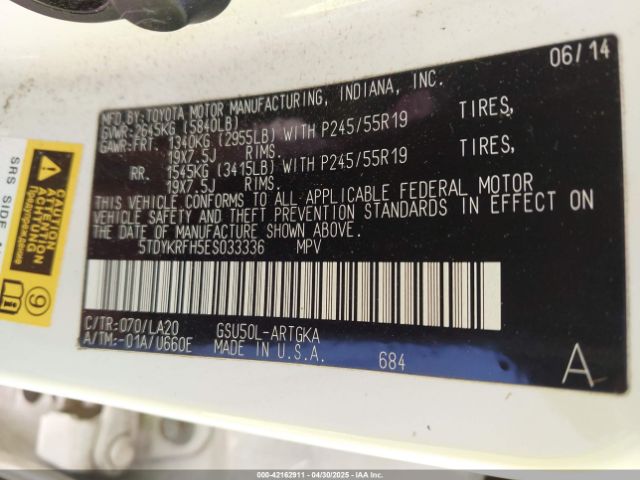 06/14
MFD.BY:TOYOTA MOTOR MANUFACTURING, INDIANA, INC.
GVWR:2645KG (5840LB)
GAWR:FRT. 1340KG (2955LB) WITH P245/55R19 TIRES,
19X7.5J RIMS.
RR. 1545KG (3415LB) WITH P245/55R19 TIRES,
19X7.5J RIMS.
THIS VEHICLE CONFORMS TO ALL APPLICABLE FEDERAL MOTOR
VEHICLE SAFETY AND THEFT PREVENTION STANDARDS IN EFFECT ON
THE DATE OF MANUFACTURE SHOWN ABOVE.
5TDYKRFH5ES033336 MPV
C/TR:070/LA20 GSU50L-ARTGKA
A/TM:-01A/U660E MADE IN U.S.A. 684
A
SRS SIDE
CAUTION
ATTENTION
ACHTUNG
9
000-42162911 - 04/30/2025 - IAAI.COM